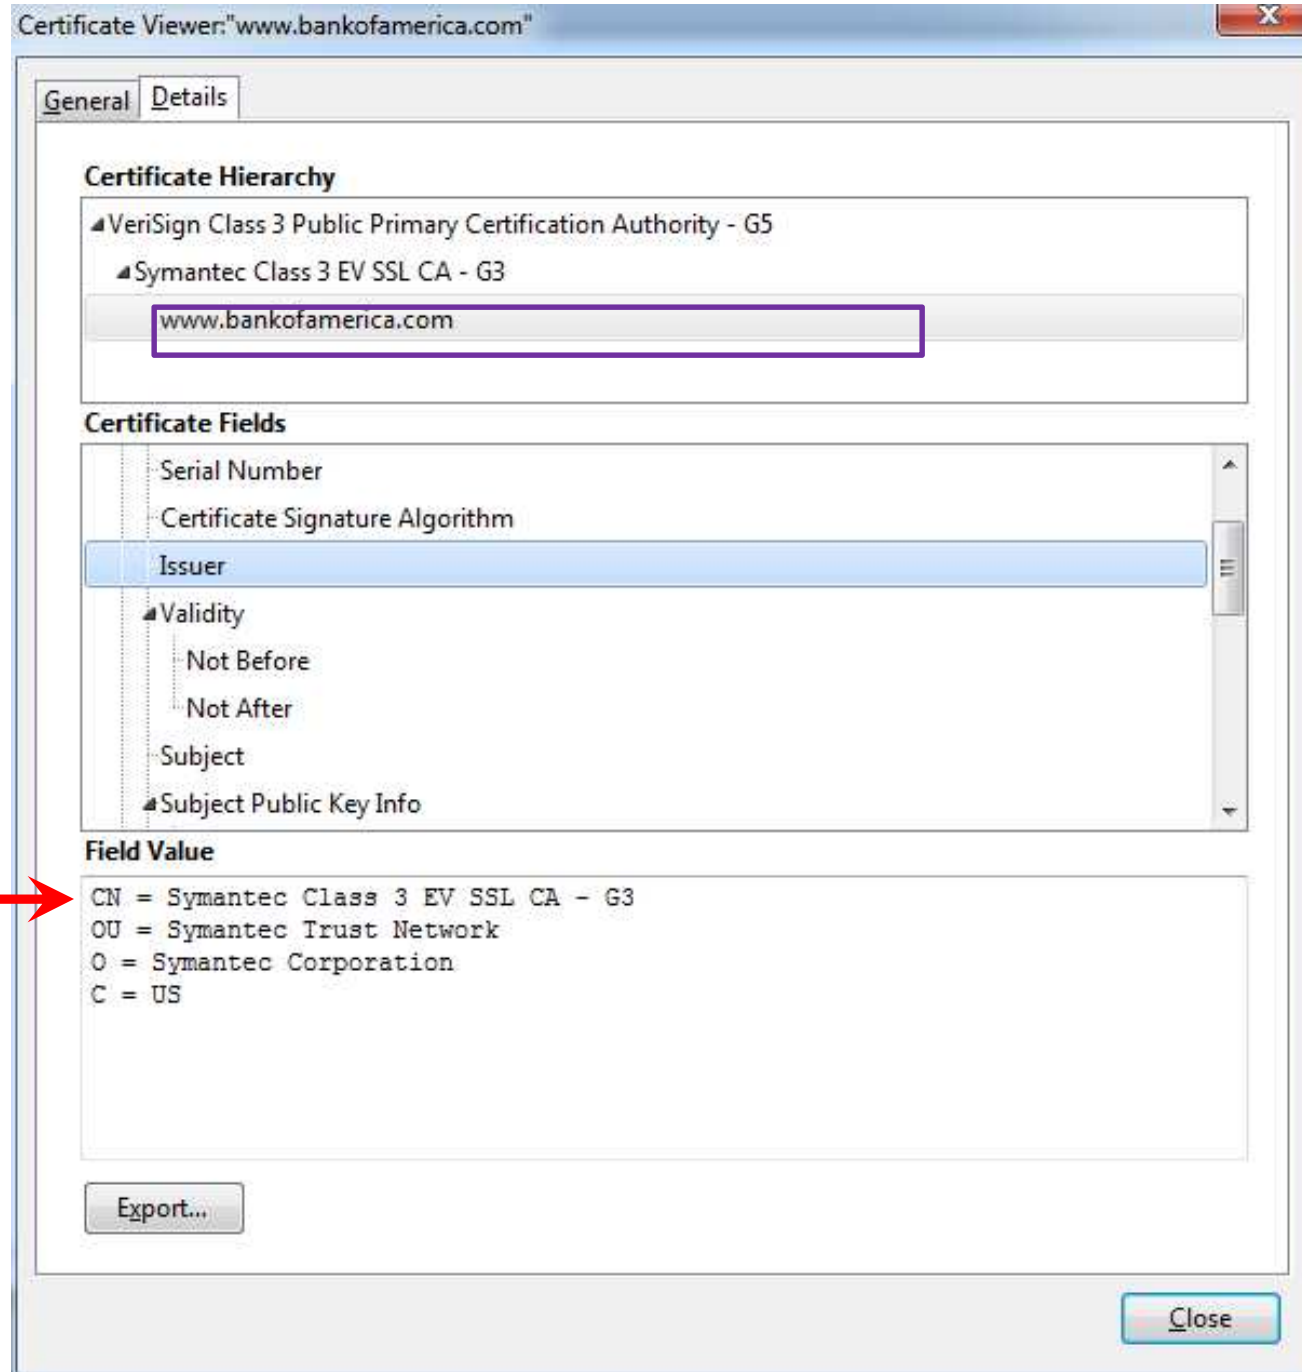 Certificate Viewer:"www.bankofamerica.com"
X
General Details
Certificate Hierarchy
VeriSign Class 3 Public Primary Certification Authority - G5
Symantec Class 3 EV SSL CA - G3
www.bankofamerica.com
Certificate Fields
Serial Number
Certificate Signature Algorithm
Issuer
Validity
Not Before
Not After
Subject
Subject Public Key Info
Field Value
CN = Symantec Class 3 EV SSL CA - G3
OU = Symantec Trust Network
O = Symantec Corporation
C = US
Export...
Close